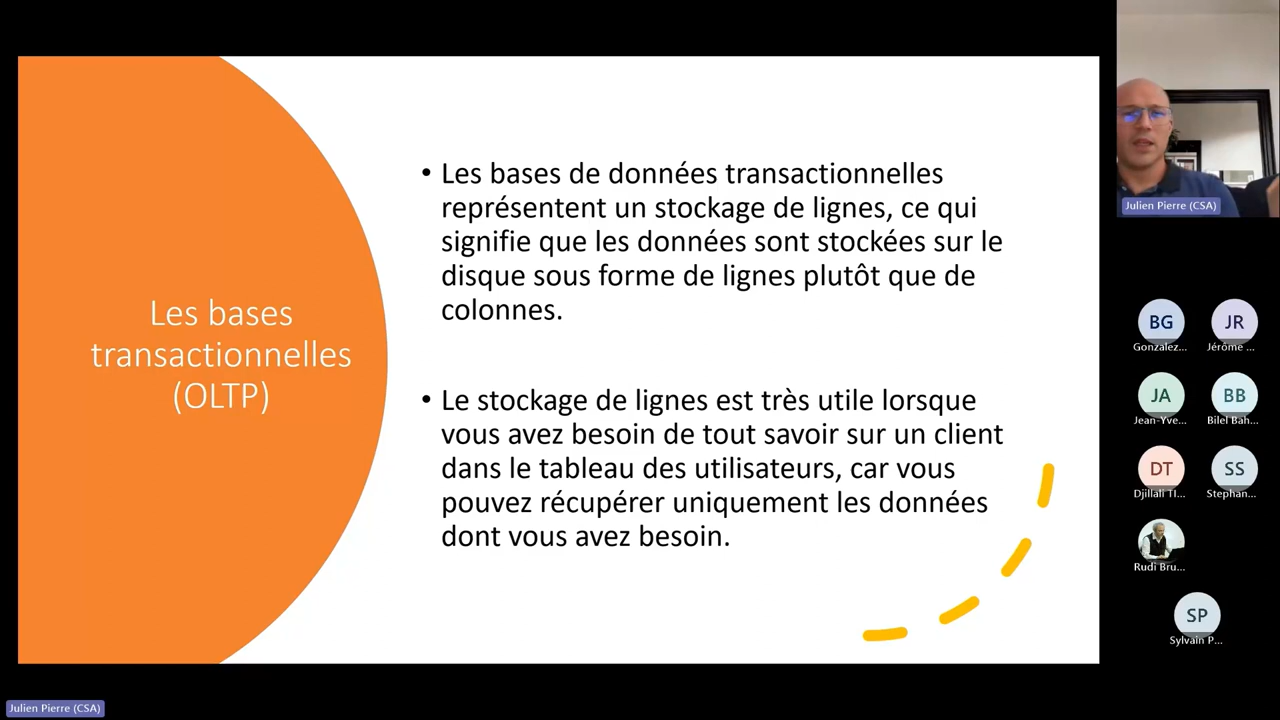 Les bases
transactionnelles
(OLTP)
• Les bases de données transactionnelles
représentent un stockage de lignes, ce qui
signifie que les données sont stockées sur le
disque sous forme de lignes plutôt que de
colonnes.
• Le stockage de lignes est très utile lorsque
vous avez besoin de tout savoir sur un client
dans le tableau des utilisateurs, car vous
pouvez récupérer uniquement les données
dont vous avez besoin.
Julien Pierre (CSA)
BG
Gonzalez...
JR
Jérôme ...
JA
Jean-Yve...
BB
Bilel Bah...
DT
Djillali TI...
SS
Stephan...
Rudi Bru...
SP
Sylvain P...
Julien Pierre (CSA)